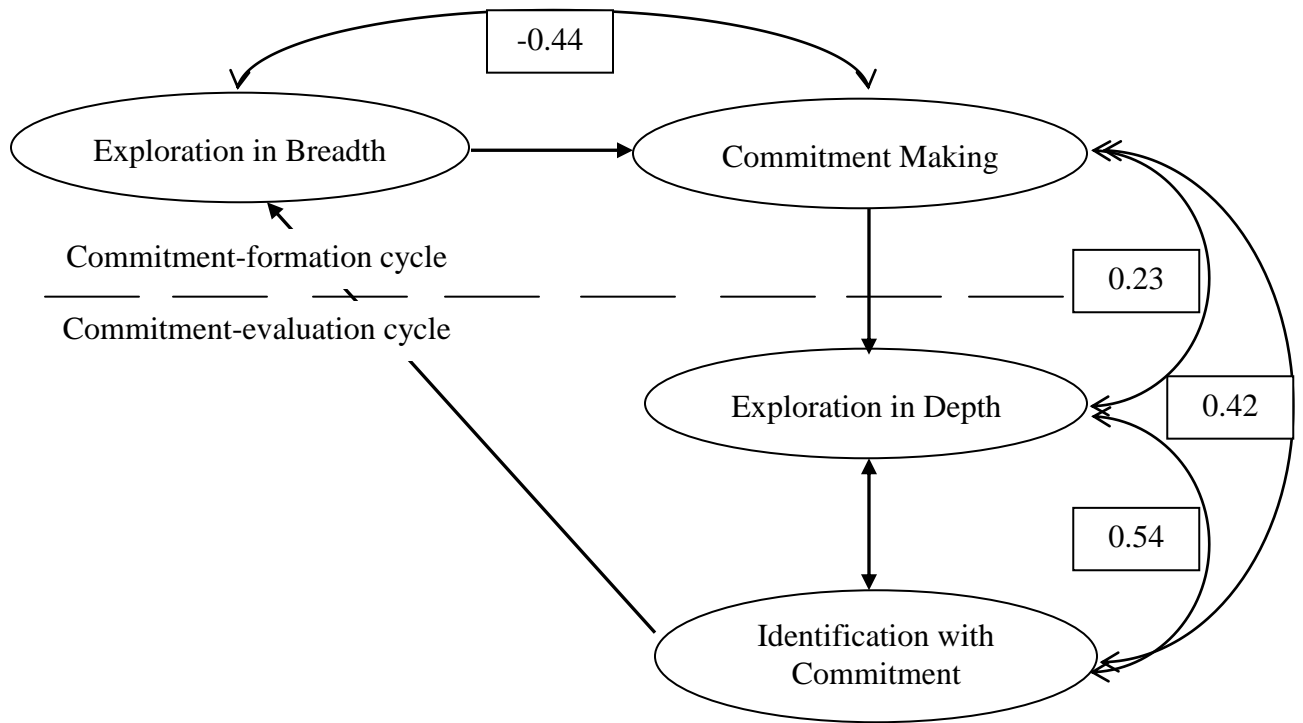 -0.44
Exploration in Breadth
Commitment Making
Commitment-formation cycle
0.23
Commitment-evaluation cycle
Exploration in Depth
0.42
0.54
Identification with
Commitment